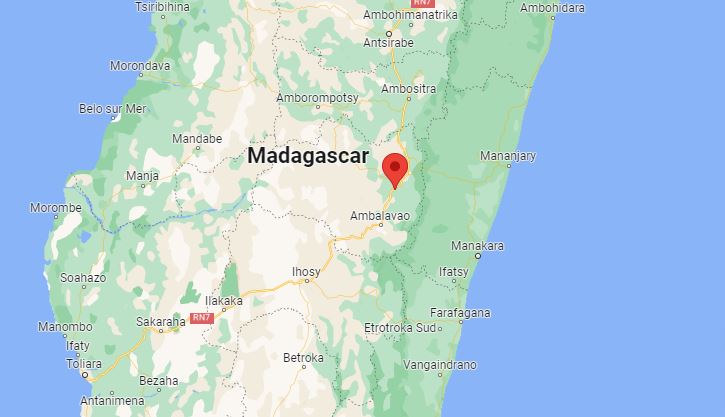 RN7
Tsiribihina
Ambohimanatrika
Ambohidara
Antsirabe
Morondava
Ambositra
Amborompotsy
Belo sur Mer
Mandabe
Madagascar
Mananjary
Manja
Morombe
Ambalavao
Manakara
Ihosy
Ifatsy
Soahazo
Ilakaka
Farafagana
RN7
Sakaraha
Manombo
Etrotroka Sud
Ifaty
Betroka
Toliara
Vangaindrano
Bezaha
Antanimena